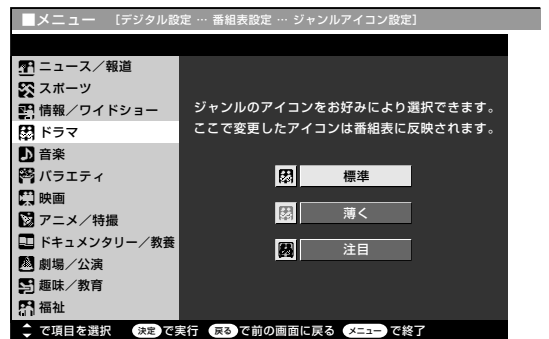 メニュー [デジタル設定 … 番組表設定 … ジャンルアイコン設定]
ニュース/報道
スポーツ
情報/ワイドショー
ドラマ
音楽
バラエティ
映画
アニメ/特撮
ドキュメンタリー/教養
劇場/公演
趣味/教育
福祉
ジャンルのアイコンをお好みにより選択できます。
ここで変更したアイコンは番組表に反映されます。
標準
薄く
注目
で項目を選択 決定 で実行 戻る で前の画面に戻る メニュー で終了